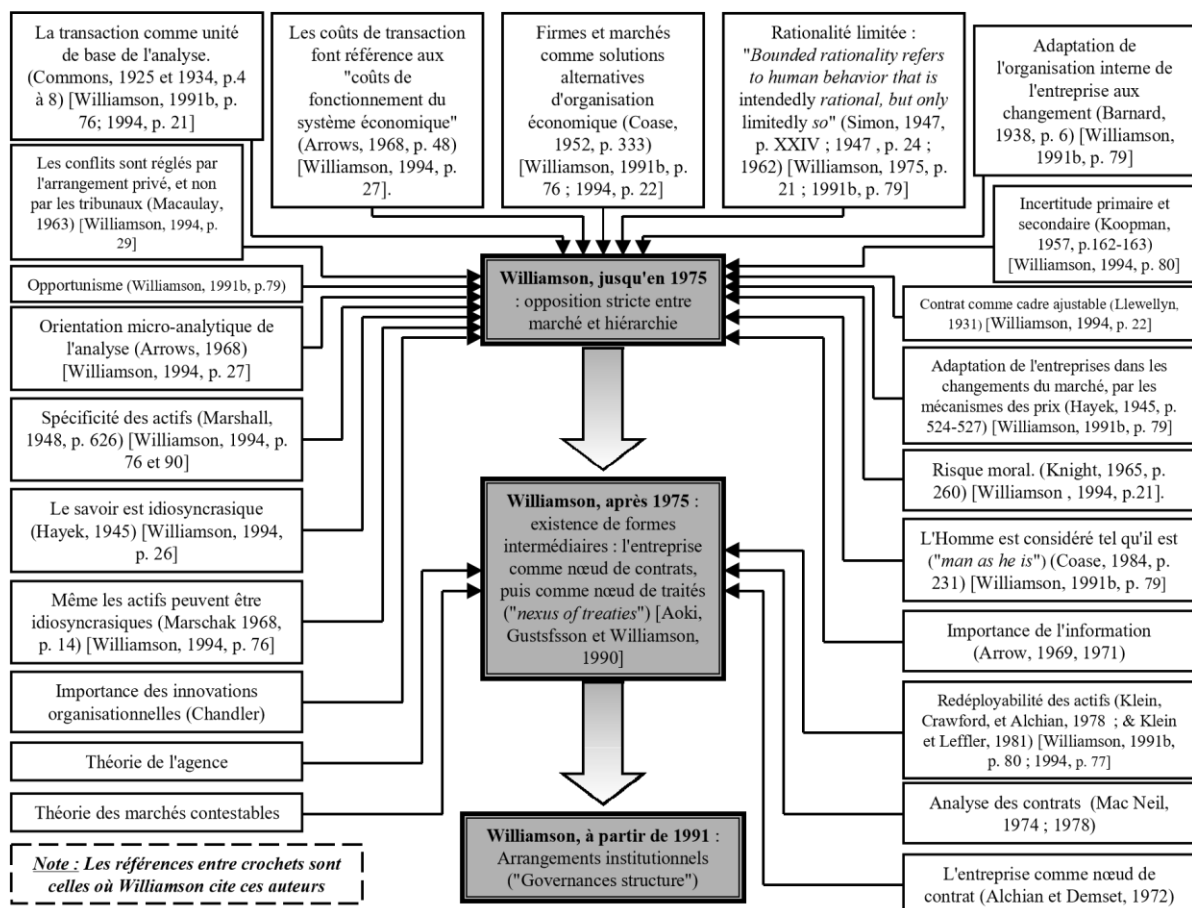 La transaction comme unité
de base de l'analyse.
(Commons, 1925 et 1934, p.4
à 8) [Williamson, 1991b, p.
76; 1994, p. 21]
Les coûts de transaction
font référence aux
"coûts de
fonctionnement du
système économique"
(Arrows, 1968, p. 48)
[Williamson, 1994, p.
27].
Firmes et marchés
comme solutions
alternatives
d'organisation
économique (Coase,
1952, p. 333)
[Williamson, 1991b, p.
76 ; 1994, p. 22]
Rationalité limitée :
"Bounded rationality refers
to human behavior that is
intendedly rational, but only
limitedly so" (Simon, 1947,
p. XXIV ; 1947 , p. 24 ;
1962) [Williamson, 1975, p.
21 ; 1991b, p. 79]
Adaptation de
l'organisation interne de
l'entreprise aux
changement (Barnard,
1938, p. 6) [Williamson,
1991b, p. 79]
Les conflits sont réglés par
l'arrangement privé, et non
par les tribunaux (Macaulay,
1963) [Williamson, 1994, p.
29]
Incertitude primaire et
secondaire (Koopman,
1957, p.162-163)
[Williamson, 1994, p. 80]
Williamson, jusqu'en 1975
: opposition stricte entre
marché et hiérarchie
Opportunisme (Williamson, 1991b, p.79)
Contrat comme cadre ajustable (Llewellyn,
1931) [Williamson, 1994, p. 22]
Orientation micro-analytique de
l'analyse (Arrows, 1968)
[Williamson, 1994, p. 27]
Adaptation de l'entreprises dans les
changements du marché, par les
mécanismes des prix (Hayek, 1945, p.
524-527) [Williamson, 1991b, p. 79]
Spécificité des actifs (Marshall,
1948, p. 626) [Williamson, 1994, p.
76 et 90]
Risque moral. (Knight, 1965, p.
260) [Williamson , 1994, p.21].
Le savoir est idiosyncrasique
(Hayek, 1945) [Williamson, 1994,
p. 26]
Williamson, après 1975 :
existence de formes
intermédiaires : l'entreprise
comme nœud de contrats,
puis comme nœud de traités
("nexus of treaties") [Aoki,
Gustsfsson et Williamson,
1990]
L'Homme est considéré tel qu'il est
("man as he is") (Coase, 1984, p.
231) [Williamson, 1991b, p. 79]
Même les actifs peuvent être
idiosyncrasiques (Marschak 1968,
p. 14) [Williamson, 1994, p. 76]
Importance de l'information
(Arrow, 1969, 1971)
Importance des innovations
organisationnelles (Chandler)
Redéployabilité des actifs (Klein,
Crawford, et Alchian, 1978 ; & Klein
et Leffler, 1981) [Williamson, 1991b,
p. 80 ; 1994, p. 77]
Théorie de l'agence
Théorie des marchés contestables
Analyse des contrats (Mac Neil,
1974 ; 1978)
Williamson, à partir de 1991 :
Arrangements institutionnels
("Governances structure")
Note : Les références entre crochets sont
celles où Williamson cite ces auteurs
L'entreprise comme nœud de
contrat (Alchian et Demset, 1972)